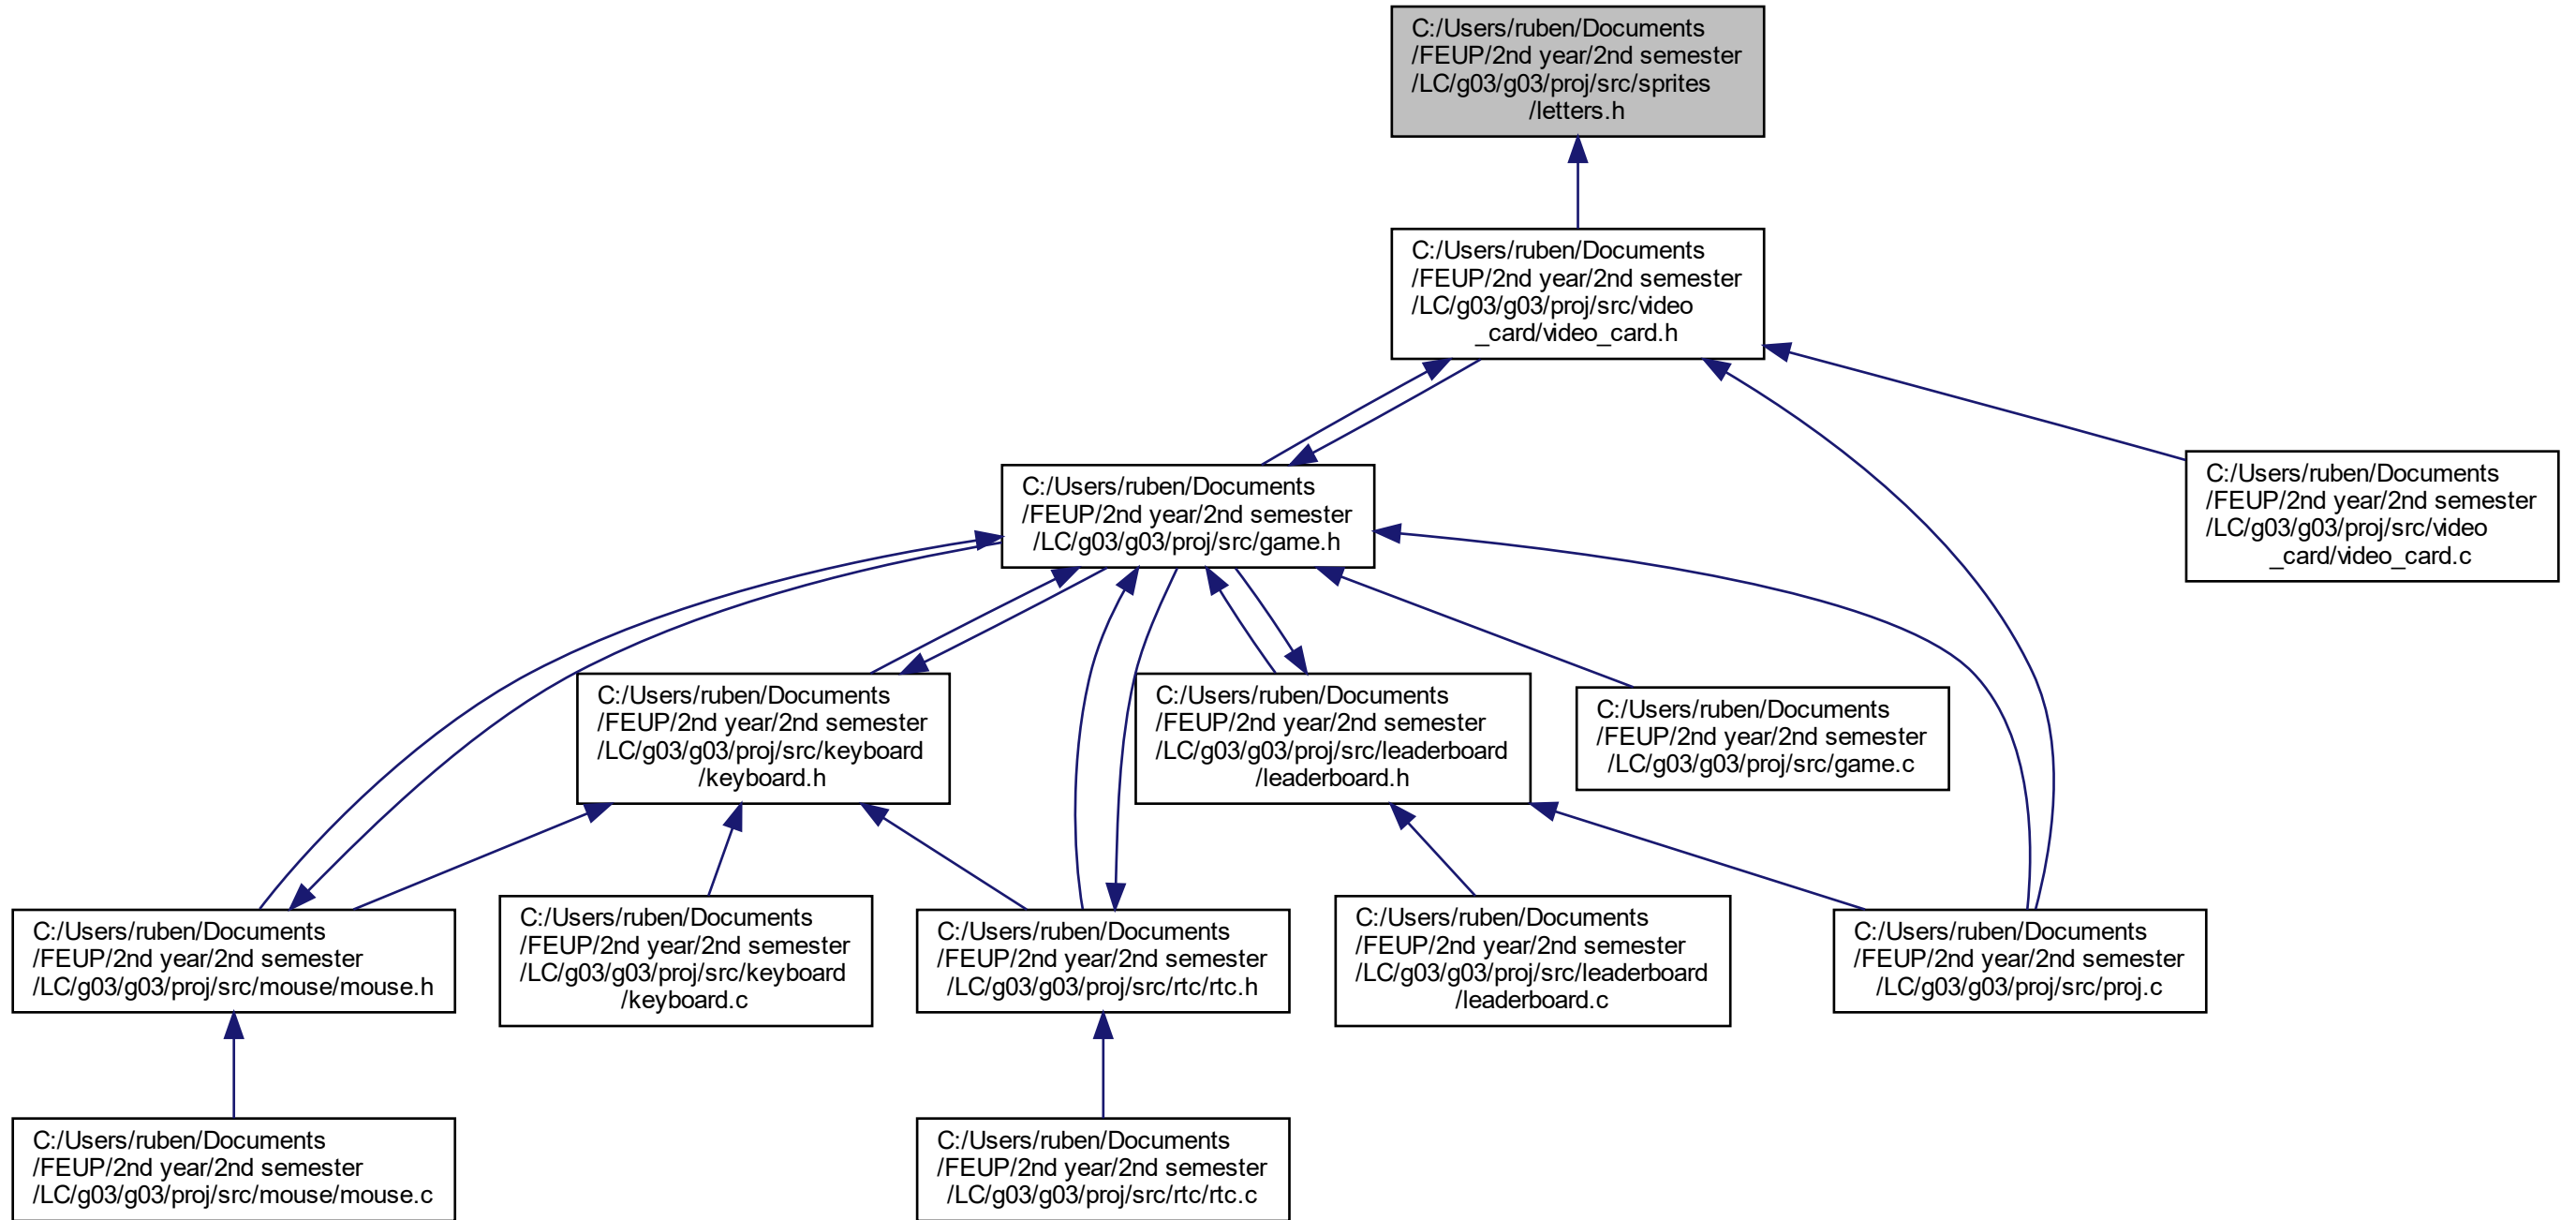 C:/Users/ruben/Documents
/FEUP/2nd year/2nd semester
/LC/g03/g03/proj/src/sprites
/letters.h
C:/Users/ruben/Documents
/FEUP/2nd year/2nd semester
/LC/g03/g03/proj/src/video
_card/video_card.h
C:/Users/ruben/Documents
/FEUP/2nd year/2nd semester
/LC/g03/g03/proj/src/game.h
C:/Users/ruben/Documents
/FEUP/2nd year/2nd semester
/LC/g03/g03/proj/src/video
_card/video_card.c
C:/Users/ruben/Documents
/FEUP/2nd year/2nd semester
/LC/g03/g03/proj/src/keyboard
/keyboard.h
C:/Users/ruben/Documents
/FEUP/2nd year/2nd semester
/LC/g03/g03/proj/src/leaderboard
/leaderboard.h
C:/Users/ruben/Documents
/FEUP/2nd year/2nd semester
/LC/g03/g03/proj/src/game.c
C:/Users/ruben/Documents
/FEUP/2nd year/2nd semester
/LC/g03/g03/proj/src/mouse/mouse.h
C:/Users/ruben/Documents
/FEUP/2nd year/2nd semester
/LC/g03/g03/proj/src/keyboard
/keyboard.c
C:/Users/ruben/Documents
/FEUP/2nd year/2nd semester
/LC/g03/g03/proj/src/rtc/rtc.h
C:/Users/ruben/Documents
/FEUP/2nd year/2nd semester
/LC/g03/g03/proj/src/leaderboard
/leaderboard.c
C:/Users/ruben/Documents
/FEUP/2nd year/2nd semester
/LC/g03/g03/proj/src/proj.c
C:/Users/ruben/Documents
/FEUP/2nd year/2nd semester
/LC/g03/g03/proj/src/mouse/mouse.c
C:/Users/ruben/Documents
/FEUP/2nd year/2nd semester
/LC/g03/g03/proj/src/rtc/rtc.c